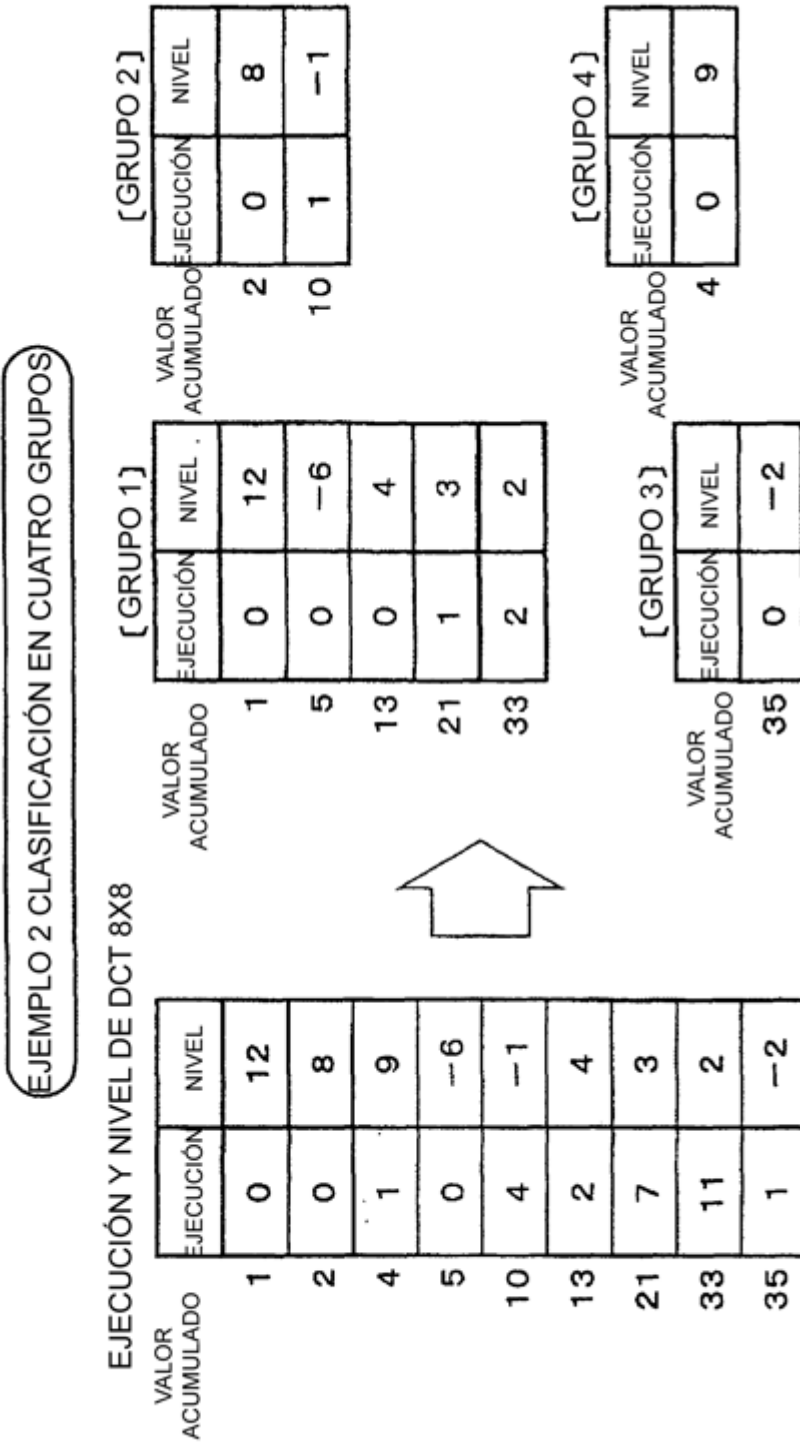 EJEMPLO 2 CLASIFICACIÓN EN CUATRO GRUPOS
EJECUCIÓN Y NIVEL DE DCT 8X8
VALOR
ACUMULADO
EJECUCIÓN NIVEL
1 0 12
2 0 8
4 1 9
5 0 −6
10 4 −1
13 2 4
21 7 3
33 11 2
35 1 −2
[GRUPO 1]
VALOR
ACUMULADO
EJECUCIÓN NIVEL
1 0 12
5 0 −6
13 0 4
21 1 3
33 2 2
[GRUPO 2]
VALOR
ACUMULADO
EJECUCIÓN NIVEL
2 0 8
10 1 −1
[GRUPO 3]
VALOR
ACUMULADO
EJECUCIÓN NIVEL
35 0 −2
[GRUPO 4]
VALOR
ACUMULADO
EJECUCIÓN NIVEL
4 0 9